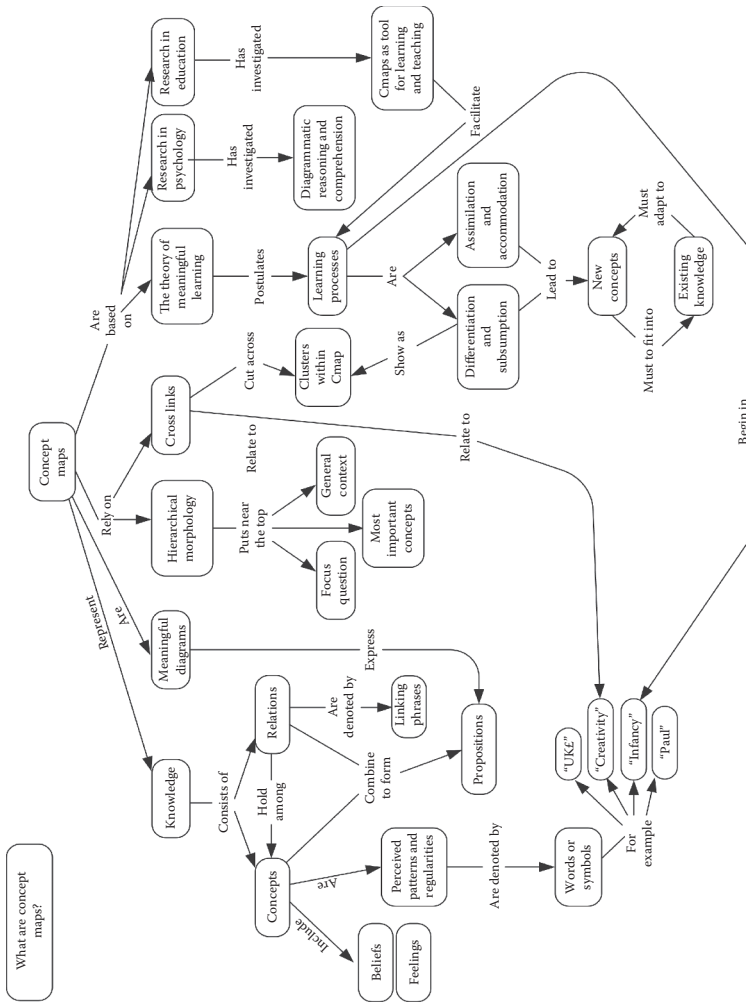 What are concept
maps?
Concept
maps
Represent
Are
Rely on
Are
based
on
Knowledge
Meaningful
diagrams
Hierarchical
morphology
Cross links
The theory of
meaningful
learning
Research in
psychology
Research in
education
Consists of
Express
Puts near
the top
Relate to
Cut across
Postulates
Has
investigated
Has
investigated
Concepts
Hold
among
Relations
Are
denoted by
Linking
phrases
Focus
question
Most
important
concepts
General
context
Clusters
within
Cmap
Learning
processes
Diagrammatic
reasoning and
comprehension
Cmaps as tool
for learning
and teaching
Include
Are
Combine
to form
Show as
Are
Facilitate
Beliefs
Feelings
Perceived
patterns and
regularities
Propositions
Relate to
Differentiation
and
subsumption
Assimilation
and
accommodation
Are denoted by
Lead to
Words or
symbols
New
concepts
Must to fit into
Must
adapt to
Existing
knowledge
For
example
"UK£"
"Creativity"
"Infancy"
"Paul"
Begin in